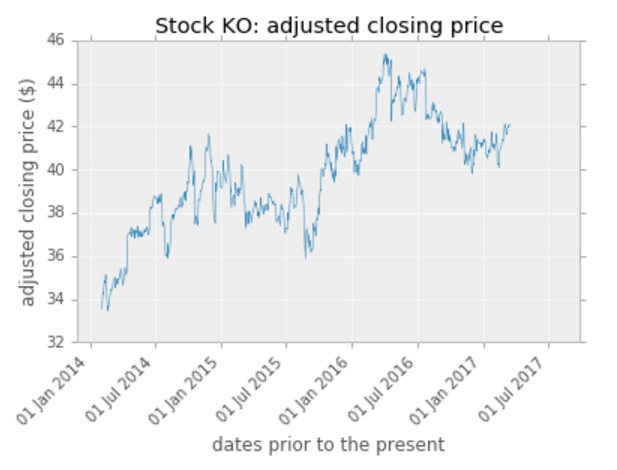 Stock KO: adjusted closing price
46
44
42
40
38
36
34
32
adjusted closing price ($)
01 Jan 2014
01 Jul 2014
01 Jan 2015
01 Jul 2015
01 Jan 2016
01 Jul 2016
01 Jan 2017
01 Jul 2017
dates prior to the present